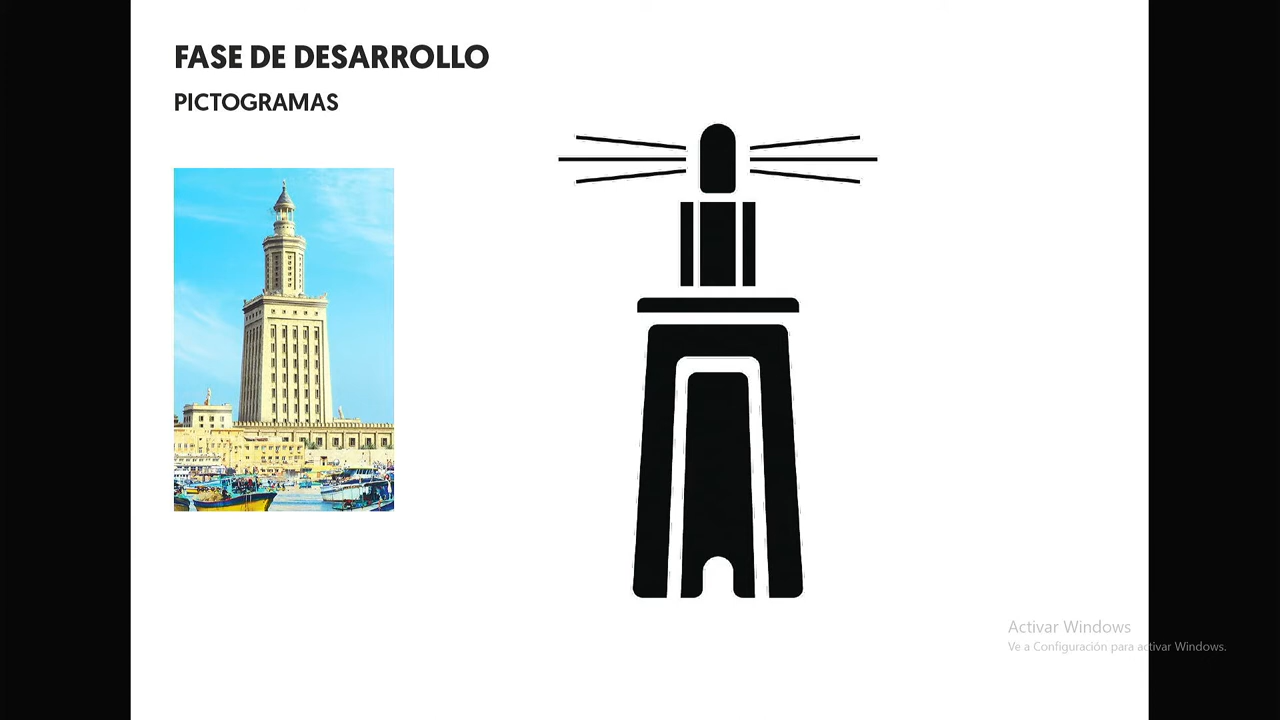 FASE DE DESARROLLO
PICTOGRAMAS
Activar Windows
Ve a Configuración para activar Windows.